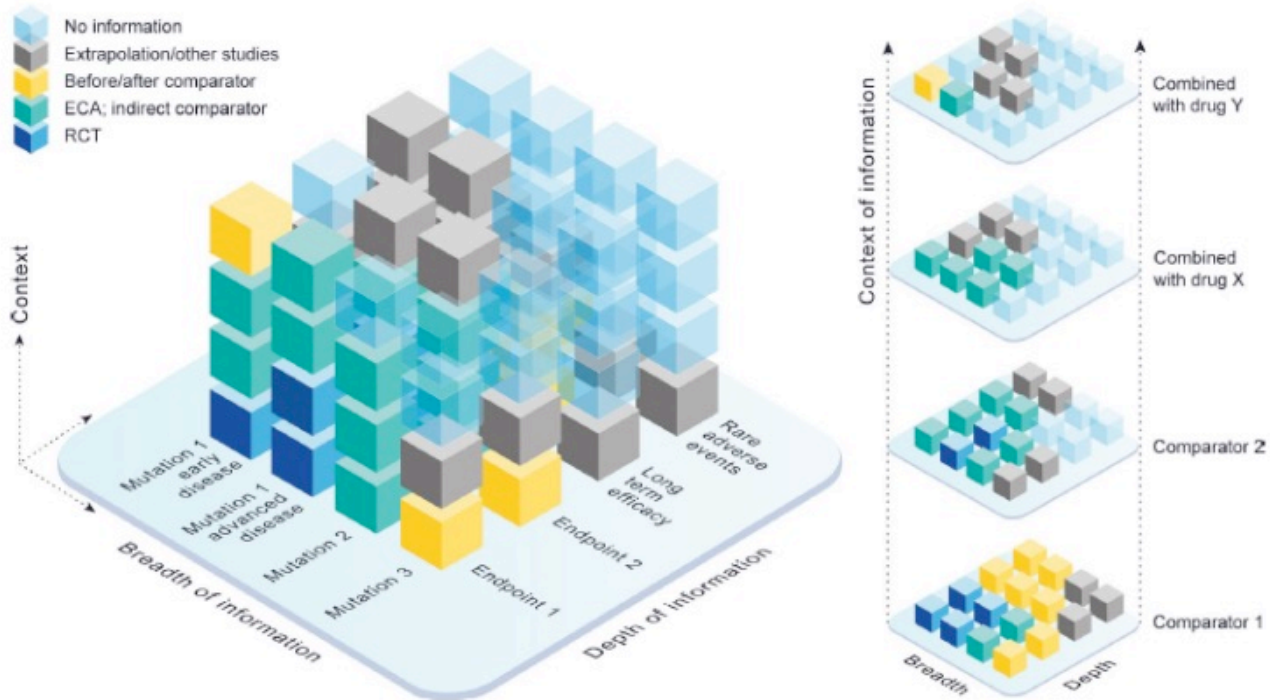 No information
Extrapolation/other studies
Before/after comparator
ECA; indirect comparator
RCT
Context
Mutation 1
early
disease
Mutation 1
advanced
disease
Mutation 2
Mutation 3
Breadth of information
Endpoint 1
Endpoint 2
Long
term
efficacy
Rare
adverse
events
Depth of information
Context of information
Combined
with drug Y
Combined
with drug X
Comparator 2
Comparator 1
Breadth
Depth